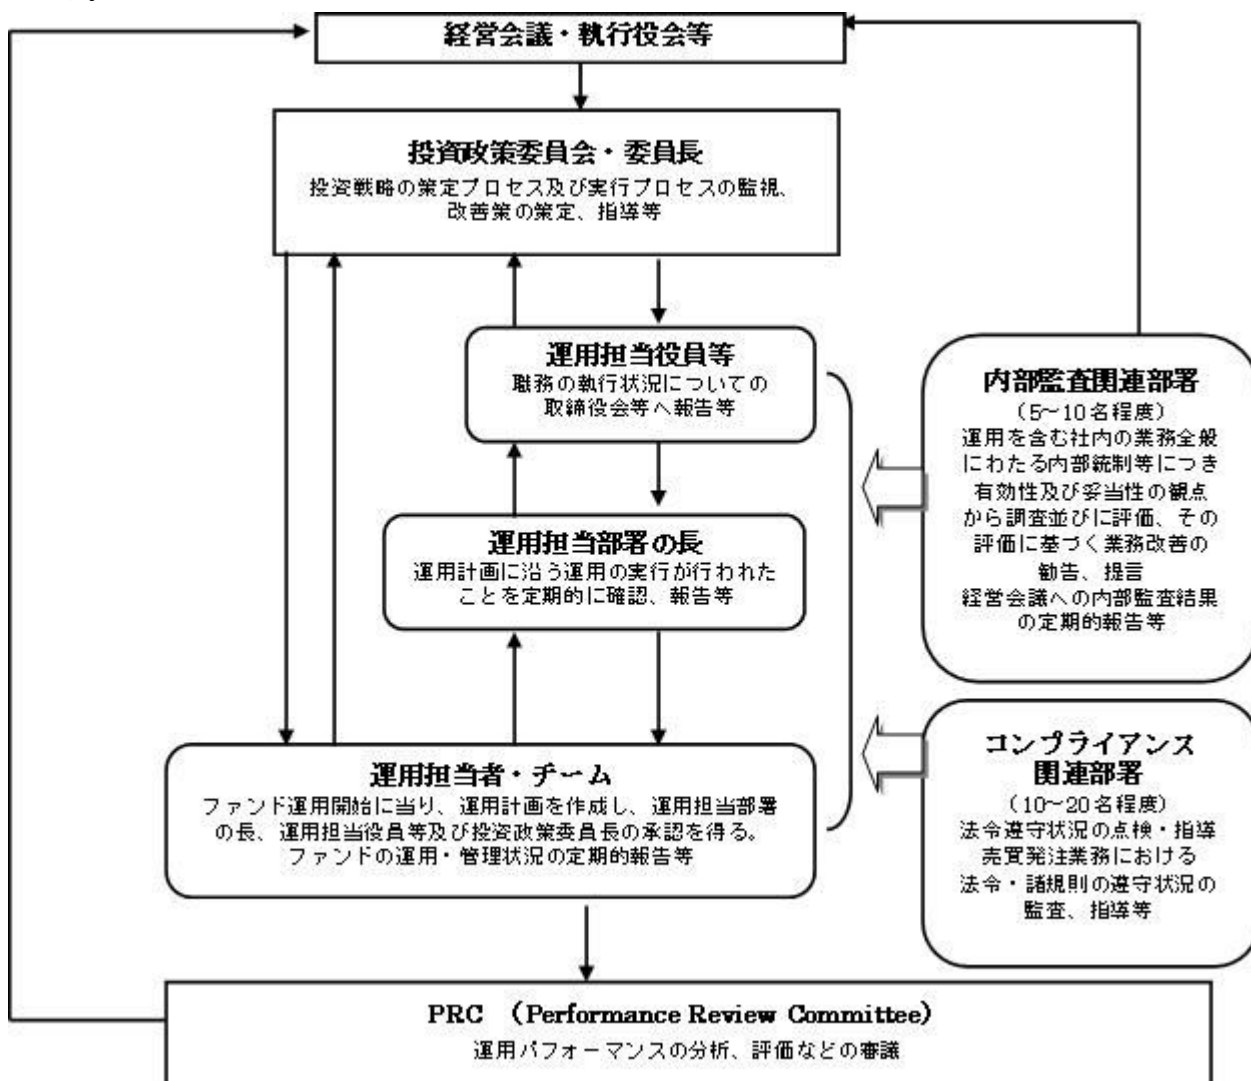 経営会議・執行役会等
投資政策委員会・委員長
投資戦略の策定プロセス及び実行プロセスの監視、
改善策の策定、指導等
運用担当役員等
職務の執行状況についての
取締役会等へ報告等
運用担当部署の長
運用計画に沿う運用の実行が行われた
ことを定期的に確認、報告等
運用担当者・チーム
ファンド運用開始に当り、運用計画を作成し、運用担当部署
の長、運用担当役員等及び投資政策委員長の承認を得る。
ファンドの運用・管理状況の定期的報告等
内部監査関連部署
（5～10名程度）
運用を含む社内の業務全般
にわたる内部統制等につき
有効性及び妥当性の観点
から調査並びに評価、その
評価に基づく業務改善の
勧告、提言
経営会議への内部監査結果
の定期的報告等
コンプライアンス
関連部署
（10～20名程度）
法令遵守状況の点検・指導
売買発注業務における
法令・諸規則の遵守状況の
監査、指導等
PRC （Performance Review Committee）
運用パフォーマンスの分析、評価などの審議